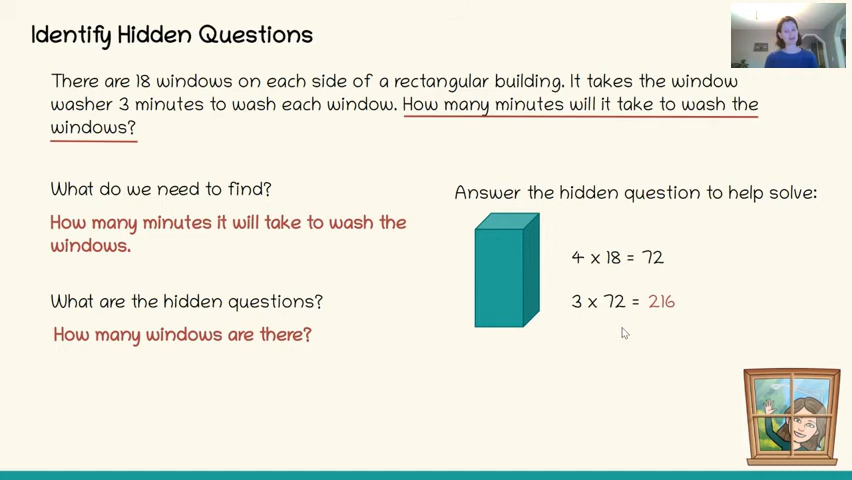 Identify Hidden Questions
There are 18 windows on each side of a rectangular building. It takes the window
washer 3 minutes to wash each window. How many minutes will it take to wash the
windows?
What do we need to find?
How many minutes it will take to wash the
windows.
What are the hidden questions?
How many windows are there?
Answer the hidden question to help solve:
4 x 18 = 72
3 x 72 = 216